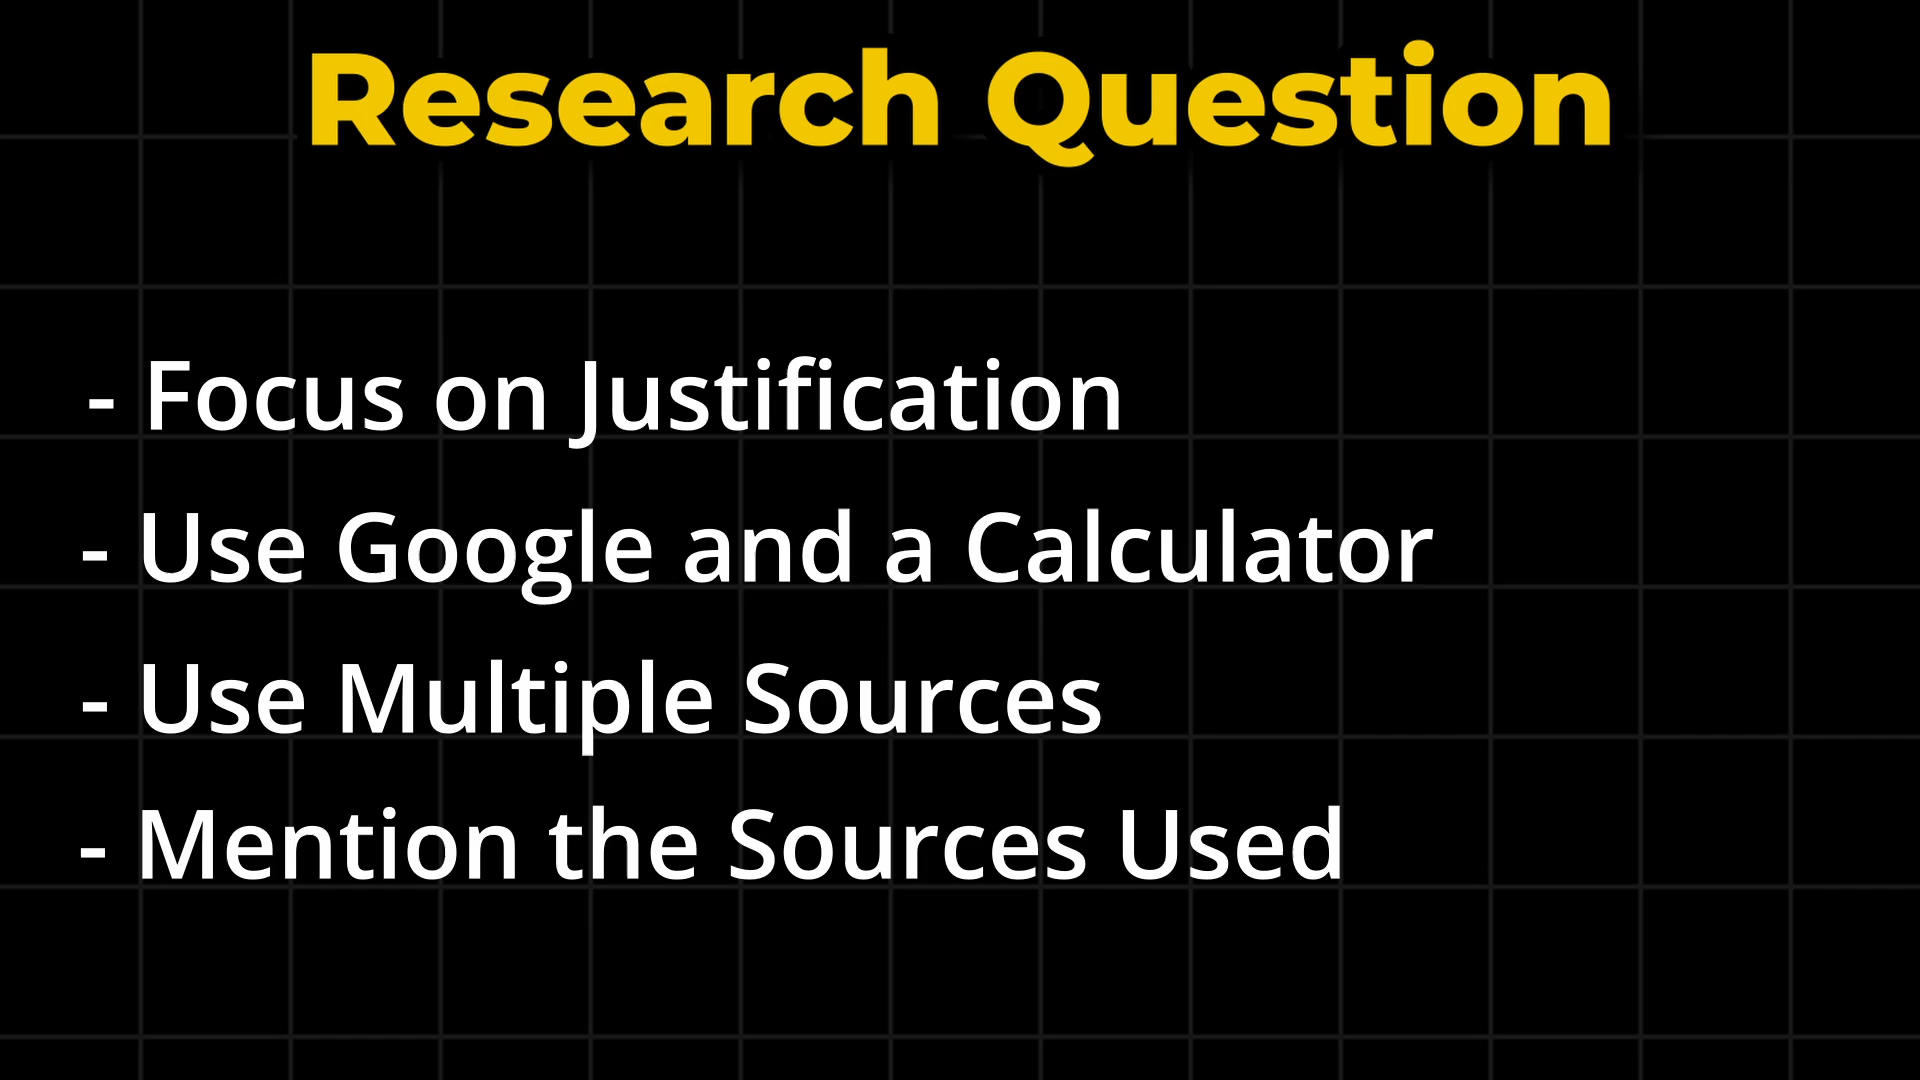 Research Question
- Focus on Justification
- Use Google and a Calculator
- Use Multiple Sources
- Mention the Sources Used